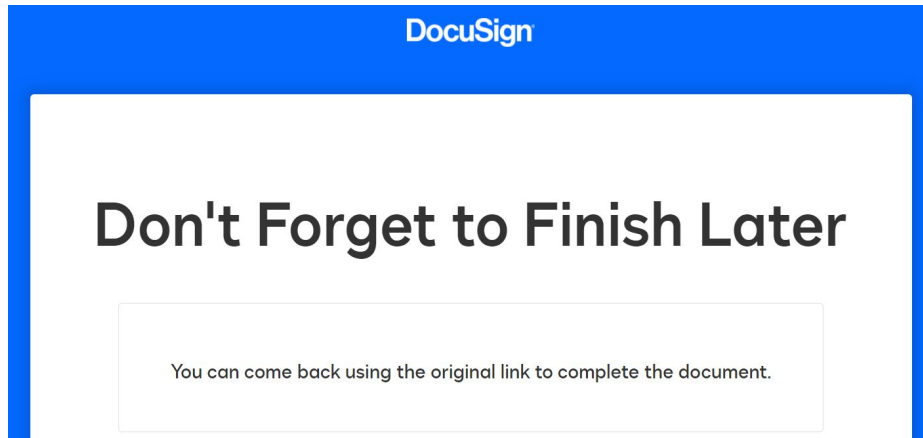 DocuSign
Don't Forget to Finish Later
You can come back using the original link to complete the document.